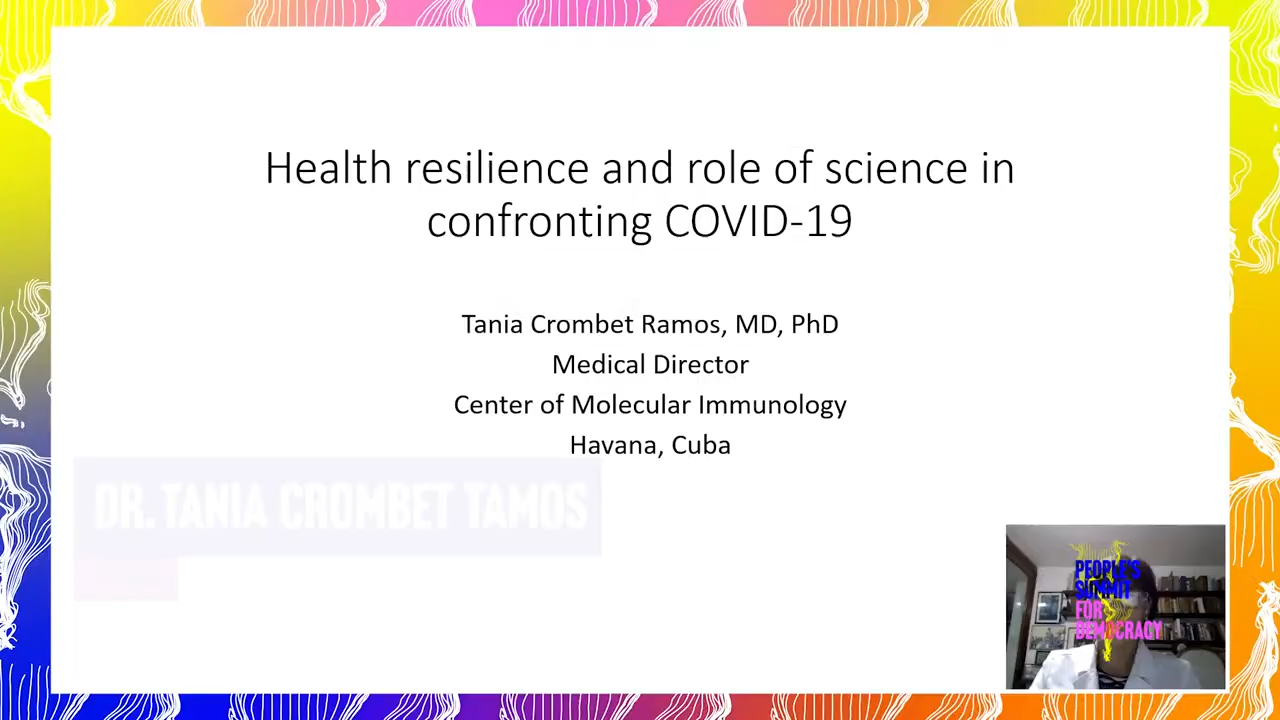 Health resilience and role of science in
confronting COVID-19
Tania Crombet Ramos, MD, PhD
Medical Director
Center of Molecular Immunology
Havana, Cuba
DR. TANIA CROMBET TAMOS
PEOPLE'S
SUMMIT
FOR
DEMOCRACY